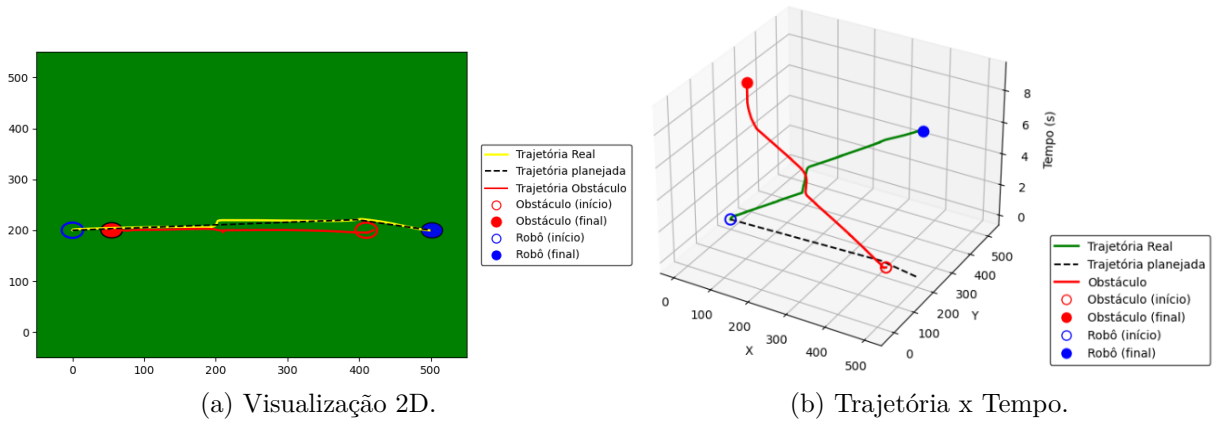 500
400
300
200
100
0
0 100 200 300 400 500
Trajetória Real
Trajetória planejada
Trajetória Obstáculo
Obstáculo (início)
Obstáculo (final)
Robô (início)
Robô (final)
(a) Visualização 2D.
8
6
4
2
0
Tempo (s)
0
100
200
300
400
500
X
0
100
200
300
400
500
Y
Trajetória Real
Trajetória planejada
Obstáculo
Obstáculo (início)
Obstáculo (final)
Robô (início)
Robô (final)
(b) Trajetória x Tempo.